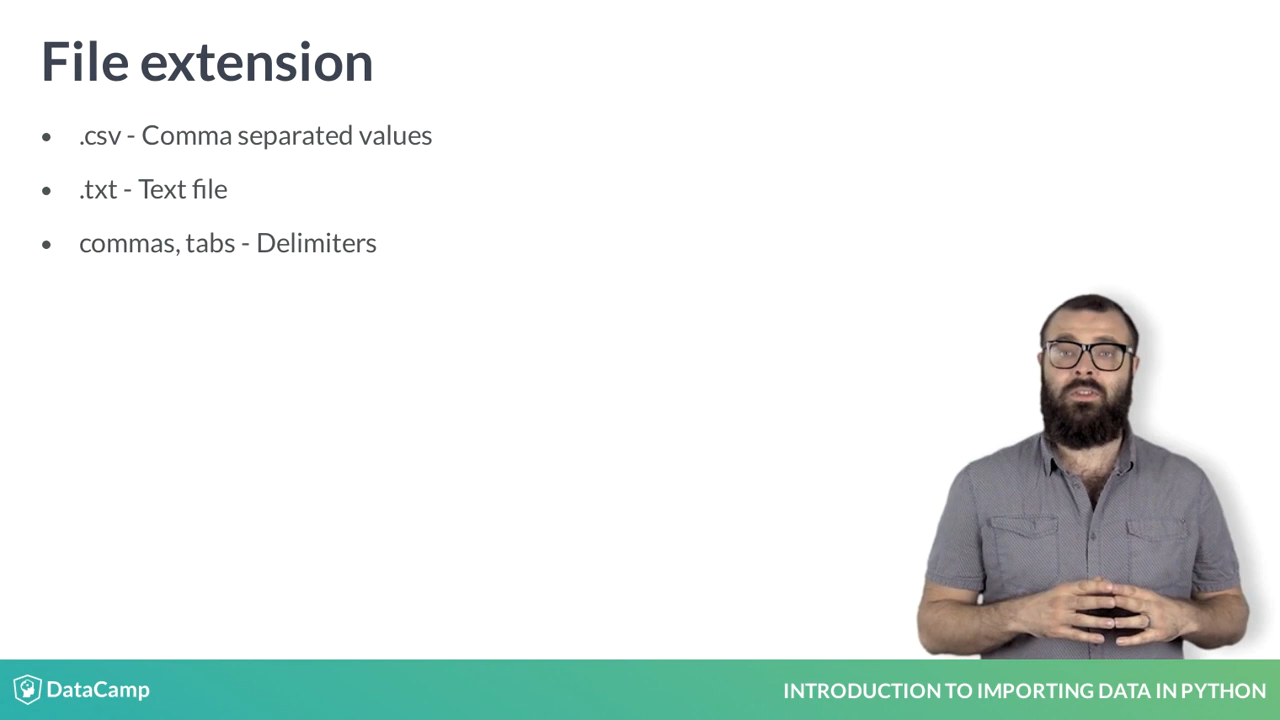 File extension
• .csv - Comma separated values
• .txt - Text file
• commas, tabs - Delimiters
DataCamp
INTRODUCTION TO IMPORTING DATA IN PYTHON